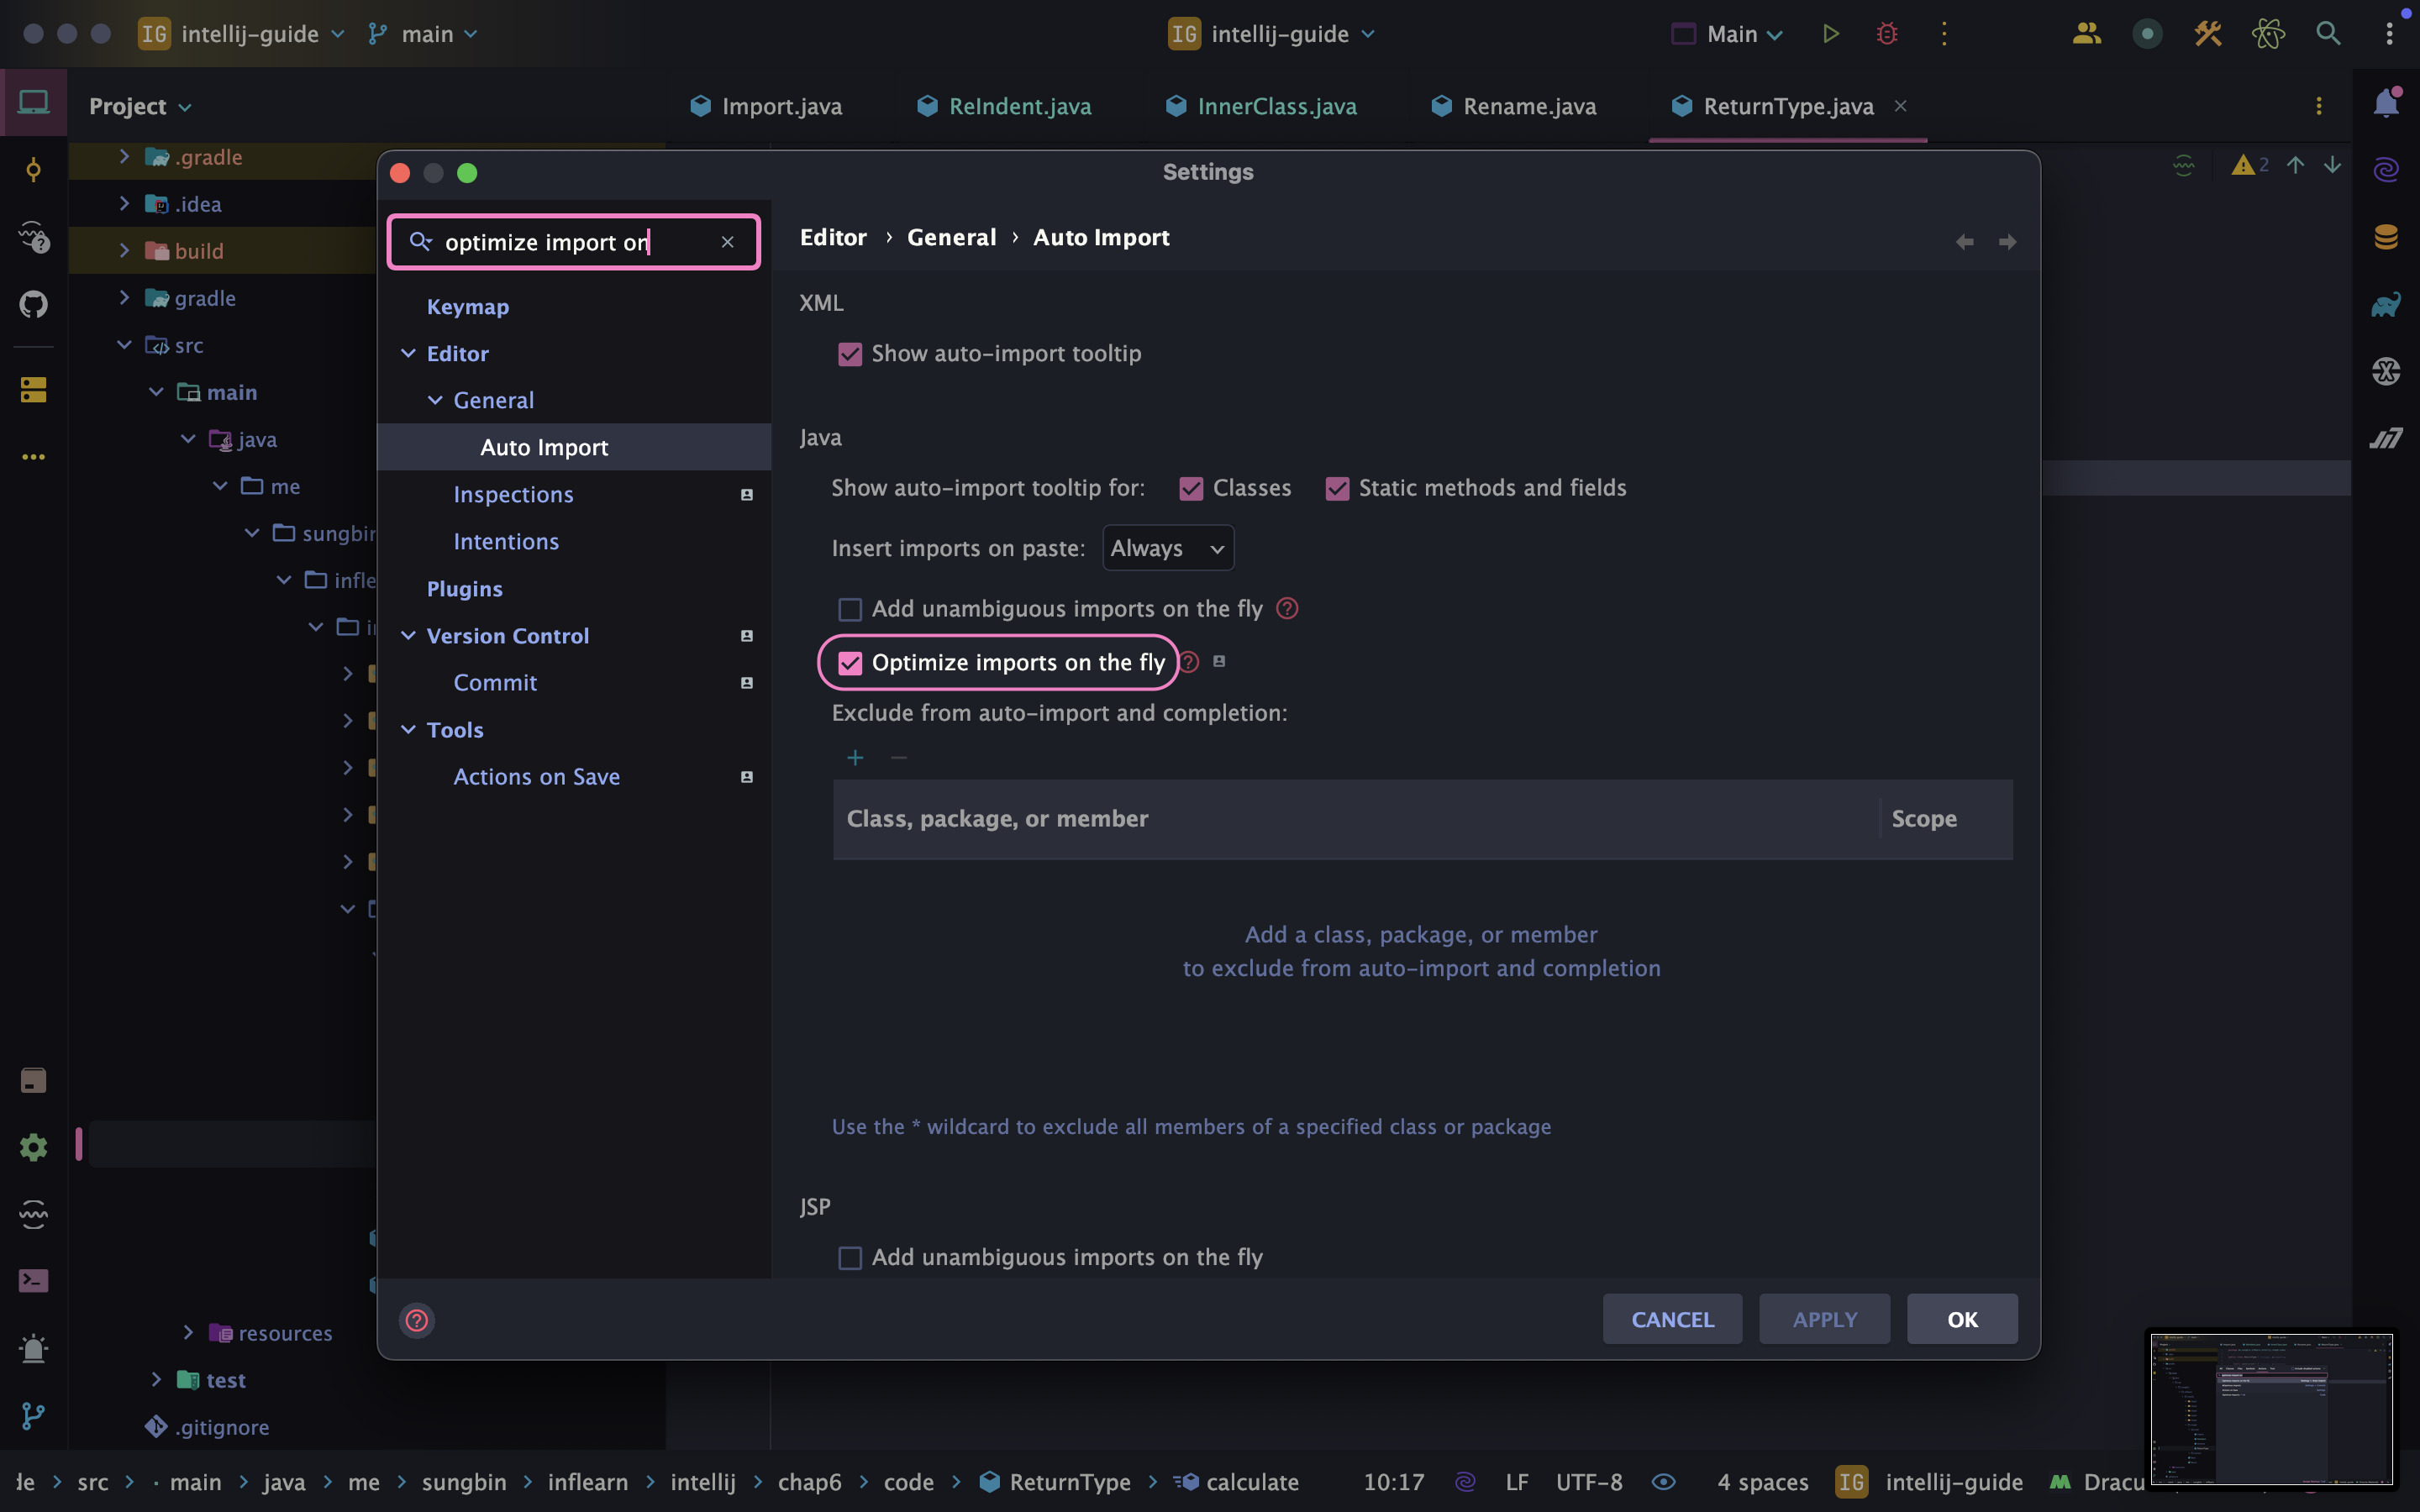 IG intellij-guide main
IG intellij-guide
Main
Project
Import.java
ReIndent.java
InnerClass.java
Rename.java
ReturnType.java
2
.gradle
.idea
build
gradle
src
main
java
me
resources
test
.gitignore
Settings
optimize import on
Keymap
Editor
General
Auto Import
Inspections
Intentions
Plugins
Version Control
Commit
Tools
Actions on Save
Editor › General › Auto Import
XML
Show auto-import tooltip
Java
Show auto-import tooltip for: Classes Static methods and fields
Insert imports on paste: Always
Add unambiguous imports on the fly ?
Optimize imports on the fly ?
Exclude from auto-import and completion:
+ −
Class, package, or member Scope
Add a class, package, or member
to exclude from auto-import and completion
Use the * wildcard to exclude all members of a specified class or package
JSP
Add unambiguous imports on the fly
? CANCEL APPLY OK
de > src > main > java > me > sungbin > inflearn > intellij > chap6 > code > ReturnType > calculate 10:17 LF UTF-8 4 spaces IG intellij-guide